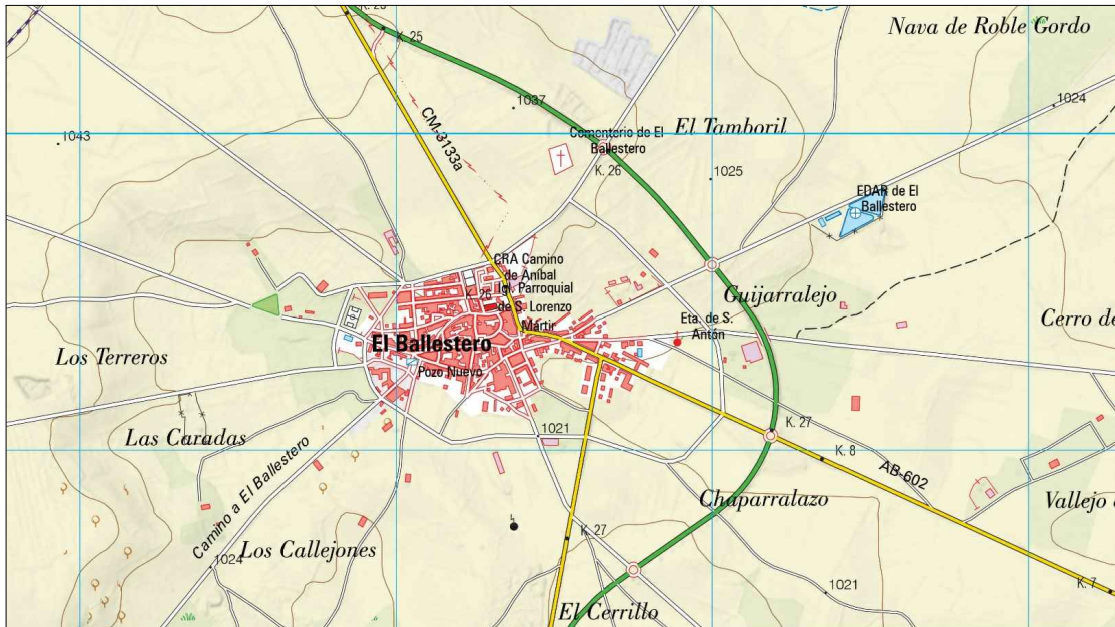 K. 25
Nava de Roble Gordo
1037
1024
1043
CM-3133a
Cementerio de El
Ballestero
El Tamboril
K. 26
1025
EDAR de El
Ballestero
CRA Camino
de Aníbal
Igl. Parroquial
de S. Lorenzo
Mártir
K. 26
Guijarralejo
Eta. de S.
Antón
Cerro de
El Ballestero
Los Terreros
Pozo Nuevo
Las Caradas
1021
K. 27
K. 8
AB-602
Camino a El Ballestero
Chaparralazo
Vallejo
K. 27
Los Callejones
1024
1021
K. 7
El Cerrillo